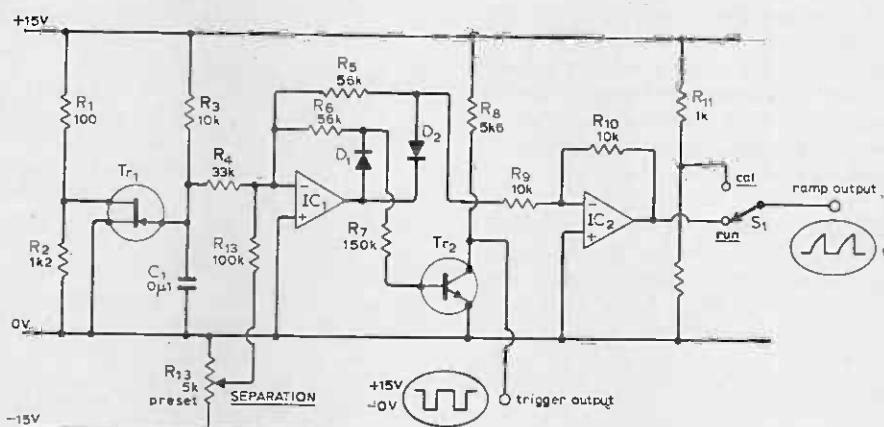 +15V
R1
100
R3
10k
R5
56k
R6
56k
R8
5k6
R11
1k
R10
10k
D2
D1
Tr1
R4
33k
IC1
R9
10k
cal
ramp output
IC2
S1
run
R7
150k
Tr2
R13
100k
R2
1k2
C1
0µ1
0V
R13
5k
preset
SEPARATION
+15V
0V
trigger output
-15V